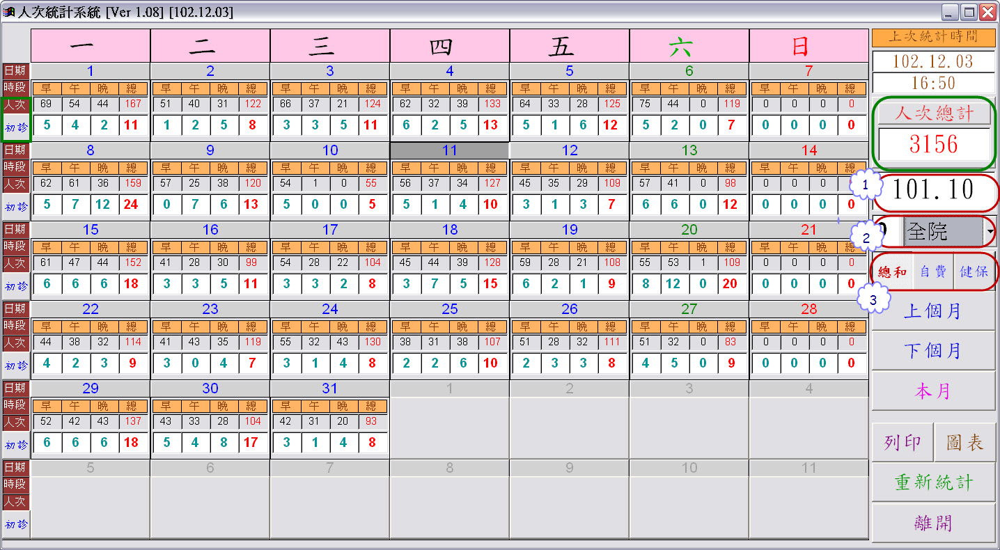 人次統計系統 [Ver 1.08] [102.12.03]
一 二 三 四 五 六 日
日期 1 2 3 4 5 6 7
時段 早 午 晚 總 早 午 晚 總 早 午 晚 總 早 午 晚 總 早 午 晚 總 早 午 晚 總 早 午 晚 總
人次 69 54 44 167 51 40 31 122 66 37 21 124 62 32 39 133 64 33 28 125 75 44 0 119 0 0 0 0
初診 5 4 2 11 1 2 5 8 3 3 5 11 6 2 5 13 5 1 6 12 5 2 0 7 0 0 0 0
日期 8 9 10 11 12 13 14
時段 早 午 晚 總 早 午 晚 總 早 午 晚 總 早 午 晚 總 早 午 晚 總 早 午 晚 總 早 午 晚 總
人次 62 61 36 159 57 25 38 120 54 1 0 55 56 37 34 127 45 35 29 109 57 41 0 98 0 0 0
初診 5 7 12 24 0 7 6 13 5 0 0 5 5 1 4 10 3 1 3 7 6 6 0 12 0 0 0 0
日期 15 16 17 18 19 20 21
時段 早 午 晚 總 早 午 晚 總 早 午 晚 總 早 午 晚 總 早 午 晚 總 早 午 晚 總 早 午 晚 總
人次 61 47 44 152 41 28 30 99 54 28 22 104 45 44 39 128 59 28 21 108 55 53 1 109 0 0 0 0
初診 6 6 6 18 3 3 5 11 3 3 2 8 3 7 5 15 6 2 1 9 8 12 0 20 0 0 0 0
日期 22 23 24 25 26 27 28
時段 早 午 晚 總 早 午 晚 總 早 午 晚 總 早 午 晚 總 早 午 晚 總 早 午 晚 總 早 午 晚 總
人次 44 38 32 114 41 43 35 119 55 32 43 130 38 31 38 107 51 28 32 111 51 32 0 83 0 0 0 0
初診 4 2 3 9 3 0 4 7 3 1 4 8 2 2 6 10 2 3 3 8 4 5 0 9 0 0 0 0
日期 29 30 31 1 2 3 4
時段 早 午 晚 總 早 午 晚 總 早 午 晚 總
人次 52 42 43 137 43 33 28 104 42 31 20 93
初診 6 6 6 18 5 4 8 17 3 1 4 8
日期 5 6 7 8 9 10 11
時段
人次
初診
上次統計時間
102.12.03
16:50
人次總計
3156
1 101.10
2 全院
總和 自費 健保
3
上個月
下個月
本月
列印 圖表
重新統計
離開